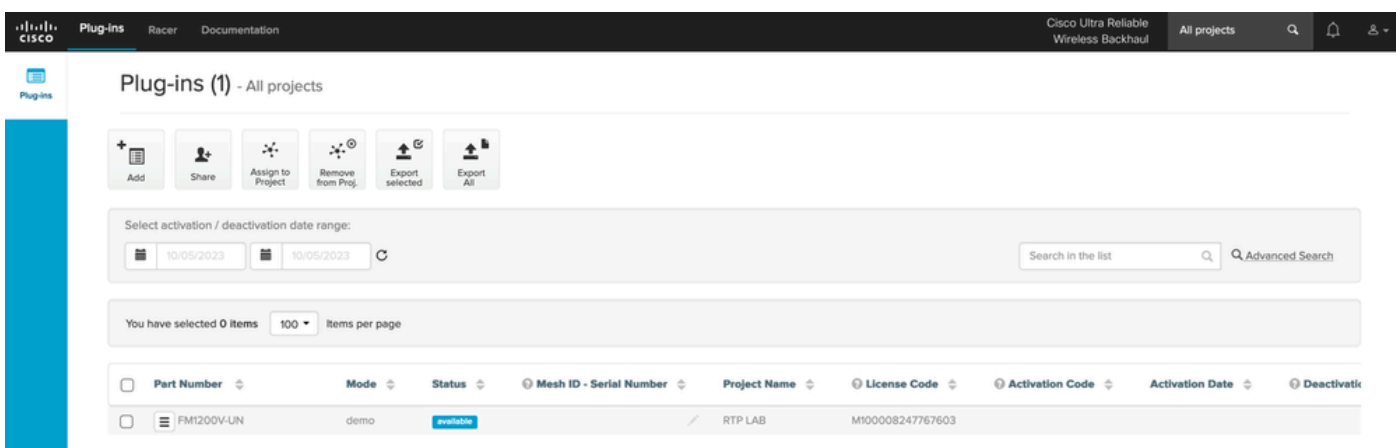 CISCO
Plug-ins Racer Documentation
Cisco Ultra Reliable
Wireless Backhaul
All projects
Plug-ins
Plug-ins (1) - All projects
Add
Share
Assign to
Project
Remove
from Proj.
Export
selected
Export
All
Select activation / deactivation date range:
10/05/2023 10/05/2023 Search in the list Advanced Search
You have selected 0 items 100 Items per page
Part Number Mode Status Mesh ID - Serial Number Project Name License Code Activation Code Activation Date Deactivatic
FM1200V-UN demo available RTP LAB M100008247767603